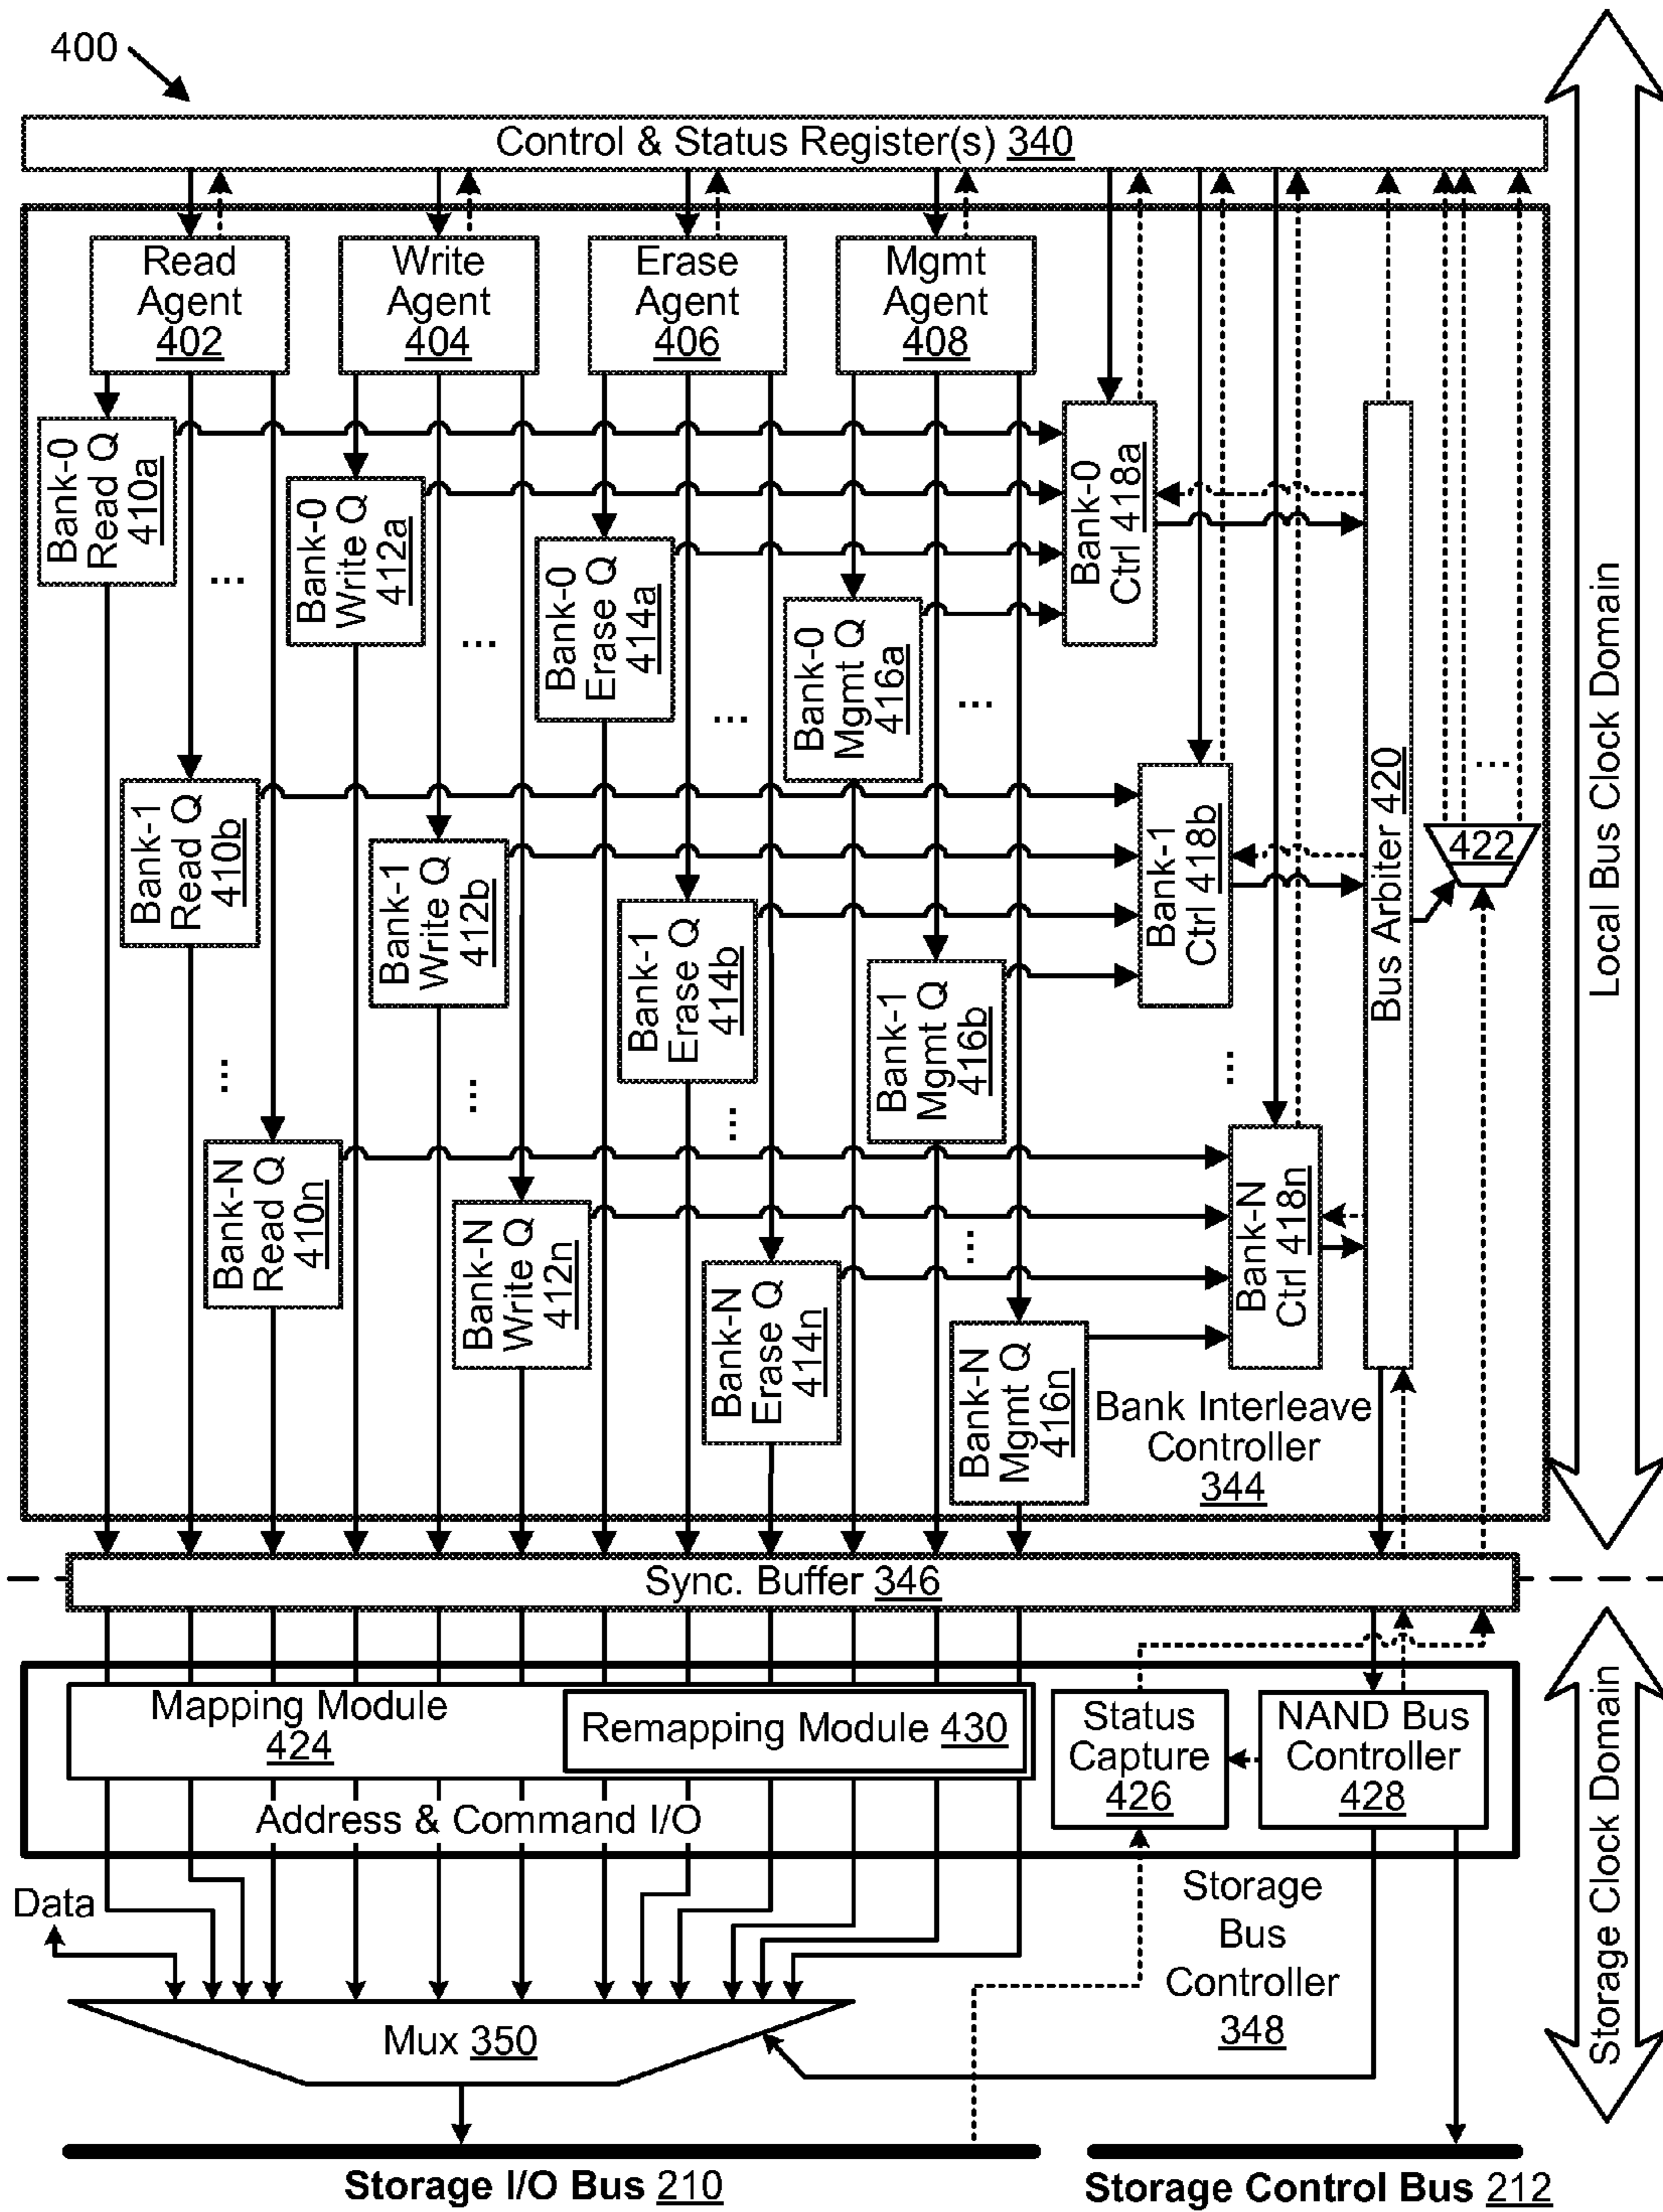 400
Control & Status Register(s) 340
Read
Agent
402
Write
Agent
404
Erase
Agent
406
Mgmt
Agent
408
Bank-0
Read Q
410a
Bank-0
Write Q
412a
Bank-0
Erase Q
414a
Bank-0
Mgmt Q
416a
Bank-0
Ctrl 418a
...
...
...
...
Bank-1
Read Q
410b
Bank-1
Write Q
412b
Bank-1
Erase Q
414b
Bank-1
Mgmt Q
416b
Bank-1
Ctrl 418b
Bus Arbiter 420
...
422
...
...
...
...
...
Bank-N
Read Q
410n
Bank-N
Write Q
412n
Bank-N
Erase Q
414n
Bank-N
Mgmt Q
416n
Bank-N
Ctrl 418n
Bank Interleave
Controller
344
Local Bus Clock Domain
Sync. Buffer 346
Mapping Module
424
Remapping Module 430
Status
Capture
426
NAND Bus
Controller
428
Address & Command I/O
Storage Clock Domain
Data
Storage
Bus
Controller
348
Mux 350
Storage I/O Bus 210
Storage Control Bus 212